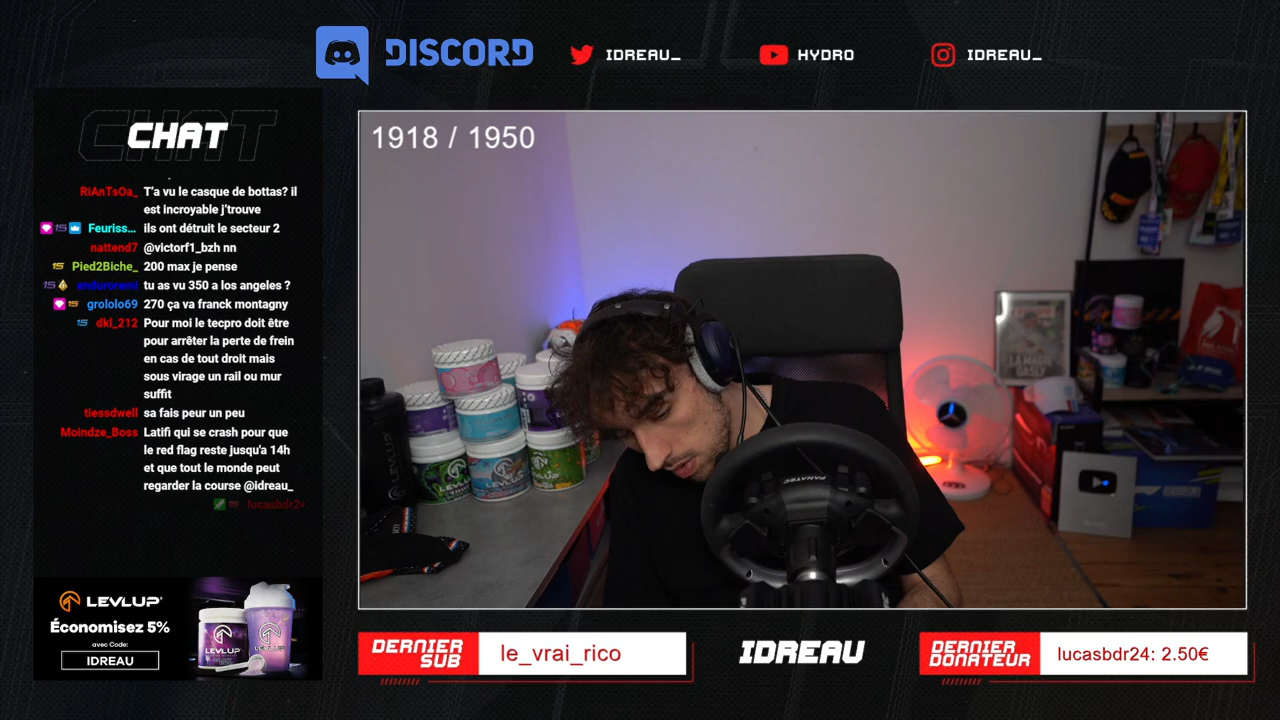 DISCORD
IDREAU_
HYDRO
IDREAU_
CHAT
1918 / 1950
RiAnTsOa_ T'a vu le casque de bottas? il
est incroyable j'trouve
Feuriss... ils ont détruit le secteur 2
nattend7 @victorf1_bzh nn
Pied2Biche_ 200 max je pense
enduroremi tu as vu 350 a los angeles ?
grololo69 270 ça va franck montagny
dkl_212 Pour moi le tecpro doit être
pour arrêter la perte de frein
en cas de tout droit mais
sous virage un rail ou mur
suffit
tiessdwell sa fais peur un peu
Moindze_Boss Latifi qui se crash pour que
le red flag reste jusqu'a 14h
et que tout le monde peut
regarder la course @idreau_
lucasbdr24
FANATEC
LEVLUP
LEVLUP
LEVLUP
LEVLUP
Économisez 5%
avec Code:
IDREAU
DERNIER
SUB
le_vrai_rico
IDREAU
DERNIER
DONATEUR
lucasbdr24: 2.50€